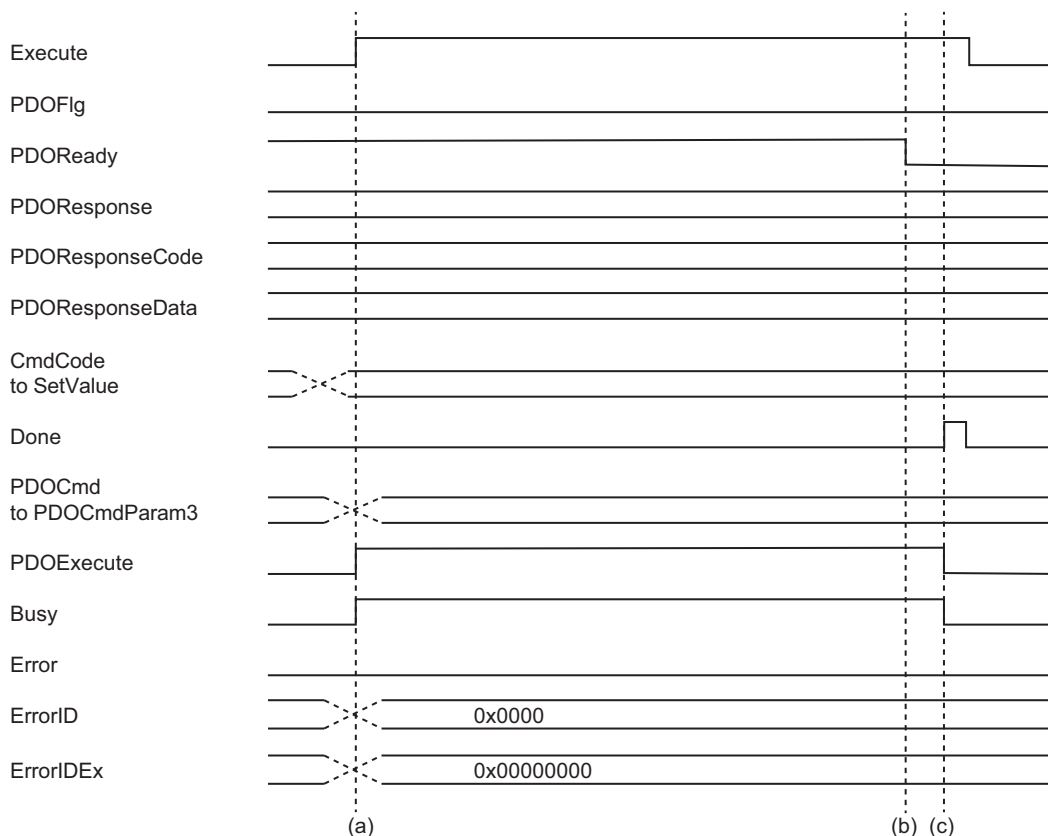 Execute
PDOFlg
PDOReady
PDOResponse
PDOResponseCode
PDOResponseData
CmdCode
to SetValue
Done
PDOCmd
to PDOCmdParam3
PDOExecute
Busy
Error
ErrorID
0x0000
ErrorIDEx
0x00000000
(a)
(b)
(c)